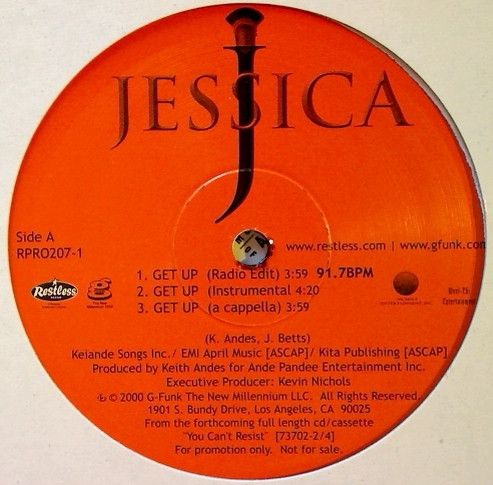 J
JESSICA
Side A
RPRO207-1
www.restless.com | www.gfunk.com
1. GET UP (Radio Edit) 3:59 91.7BPM
2. GET UP (Instrumental 4:20
3. GET UP (a cappella) 3:59
Restless
(K. Andes, J. Betts)
Keiande Songs Inc./ EMI April Music [ASCAP]/ Kita Publishing [ASCAP]
Produced by Keith Andes for Ande Pandee Entertainment Inc.
Executive Producer: Kevin Nichols
℗ © 2000 G-Funk The New Millennium LLC. All Rights Reserved.
1901 S. Bundy Drive, Los Angeles, CA 90025
From the forthcoming full length cd/cassette
"You Can't Resist" [73702-2/4]
For promotion only. Not for sale.